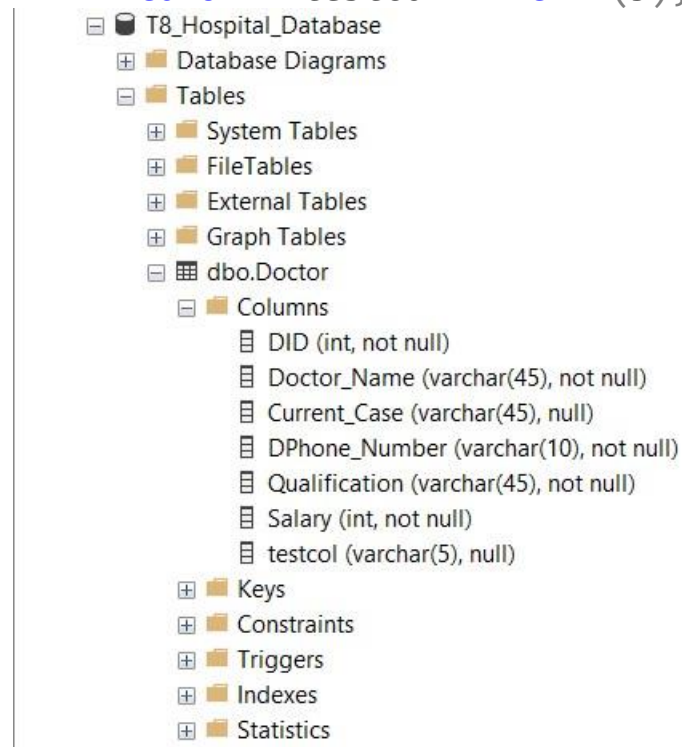 T8_Hospital_Database
Database Diagrams
Tables
System Tables
FileTables
External Tables
Graph Tables
dbo.Doctor
Columns
DID (int, not null)
Doctor_Name (varchar(45), not null)
Current_Case (varchar(45), null)
DPhone_Number (varchar(10), not null)
Qualification (varchar(45), not null)
Salary (int, not null)
testcol (varchar(5), null)
Keys
Constraints
Triggers
Indexes
Statistics